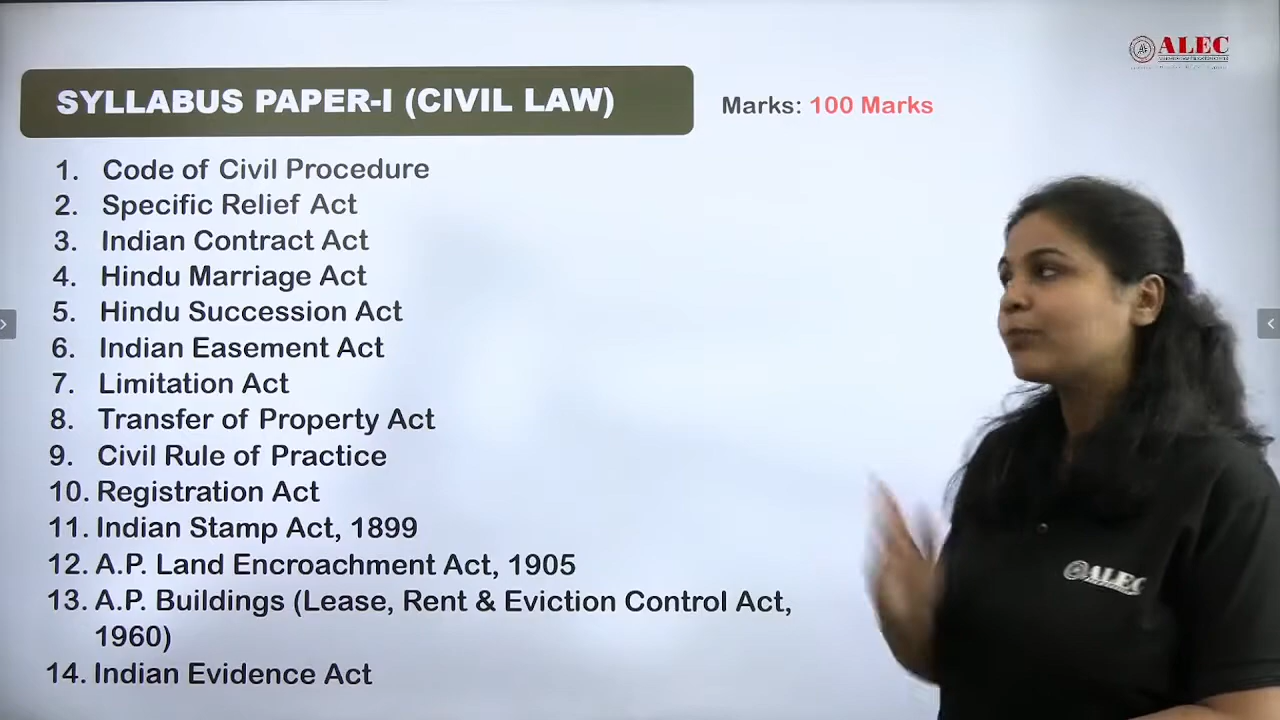 ALEC
SYLLABUS PAPER-I (CIVIL LAW)
Marks: 100 Marks
1. Code of Civil Procedure
2. Specific Relief Act
3. Indian Contract Act
4. Hindu Marriage Act
5. Hindu Succession Act
6. Indian Easement Act
7. Limitation Act
8. Transfer of Property Act
9. Civil Rule of Practice
10. Registration Act
11. Indian Stamp Act, 1899
12. A.P. Land Encroachment Act, 1905
13. A.P. Buildings (Lease, Rent & Eviction Control Act,
1960)
14. Indian Evidence Act
ALEC